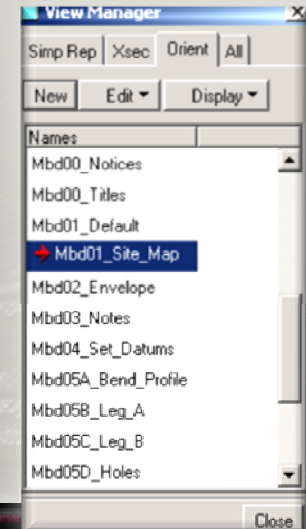 View Manager
Simp Rep Xsec Orient All
New Edit Display
Names
Mbd00_Notices
Mbd00_Titles
Mbd01_Default
Mbd01_Site_Map
Mbd02_Envelope
Mbd03_Notes
Mbd04_Set_Datums
Mbd05A_Bend_Profile
Mbd05B_Leg_A
Mbd05C_Leg_B
Mbd05D_Holes
Close